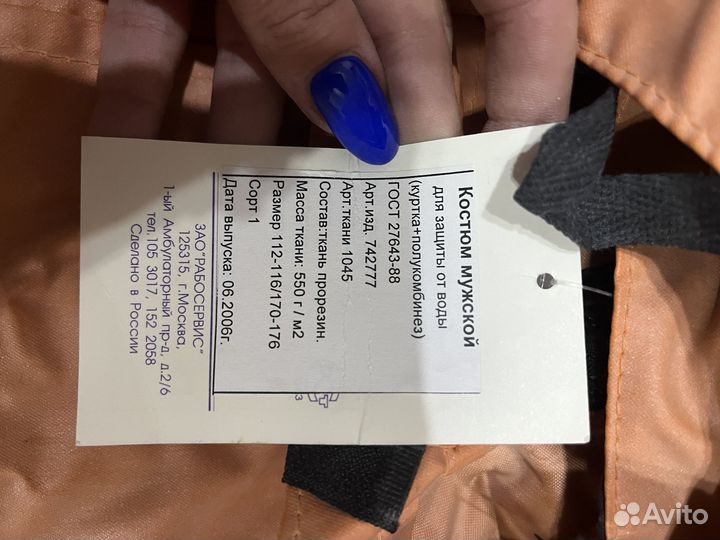 Костюм мужской
для защиты от воды
(куртка+полукомбинез)
ГОСТ 27643-88
Арт.изд. 742777
Арт.ткани 1045
Состав:ткань прорезин.
Масса ткани: 550 г / м2
Размер 112-116/170-176
Сорт 1
Дата выпуска: 06.2006г.
ЗАО"РАБОСЕРВИС"
125315, г.Москва,
1-ый Амбулаторный пр-д, д.2/6
тел.105 3017, 152 2058
Сделано в России
Avito